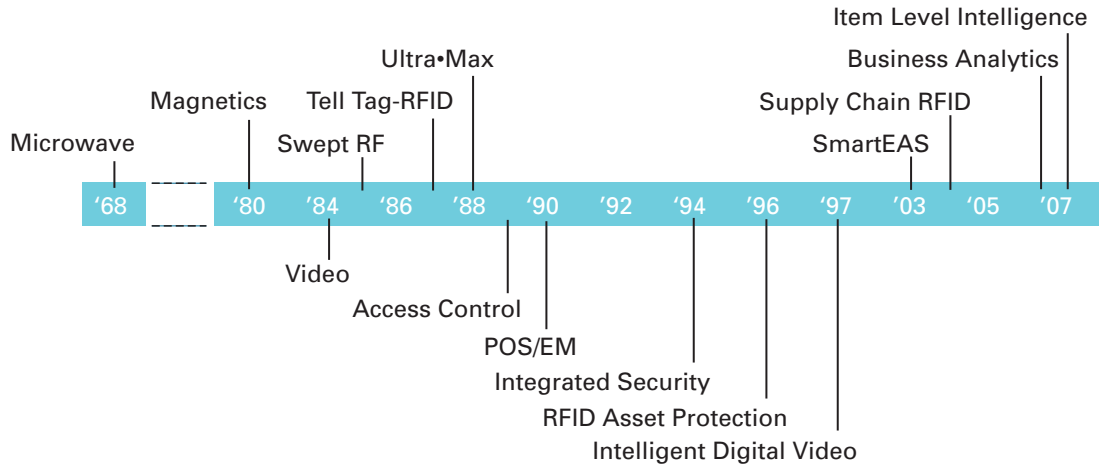 Item Level Intelligence
Ultra•Max
Business Analytics
Magnetics
Tell Tag-RFID
Supply Chain RFID
Microwave
Swept RF
SmartEAS
‘68
‘80
‘84
‘86
‘88
‘90
‘92
‘94
‘96
‘97
’03
‘05
‘07
Video
Access Control
POS/EM
Integrated Security
RFID Asset Protection
Intelligent Digital Video